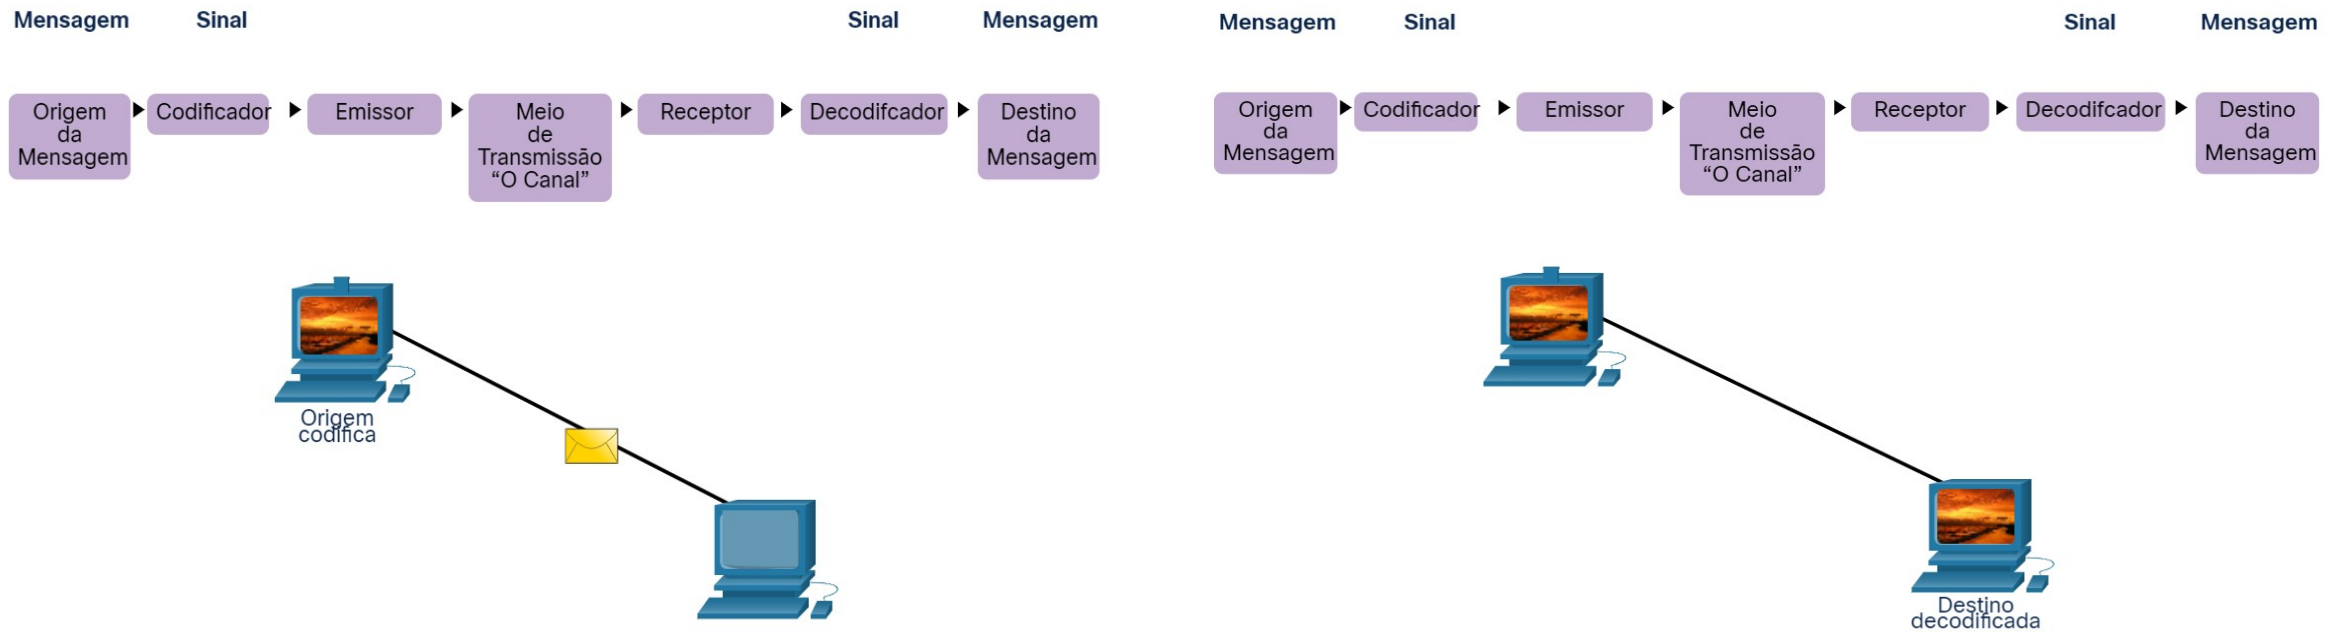 Mensagem Sinal Sinal Mensagem
Origem
da
Mensagem
Codificador
Emissor
Meio
de
Transmissão
“O Canal”
Receptor
Decodifcador
Destino
da
Mensagem
Origem
codifica
Mensagem Sinal Sinal Mensagem
Origem
da
Mensagem
Codificador
Emissor
Meio
de
Transmissão
“O Canal”
Receptor
Decodifcador
Destino
da
Mensagem
Destino
decodificada